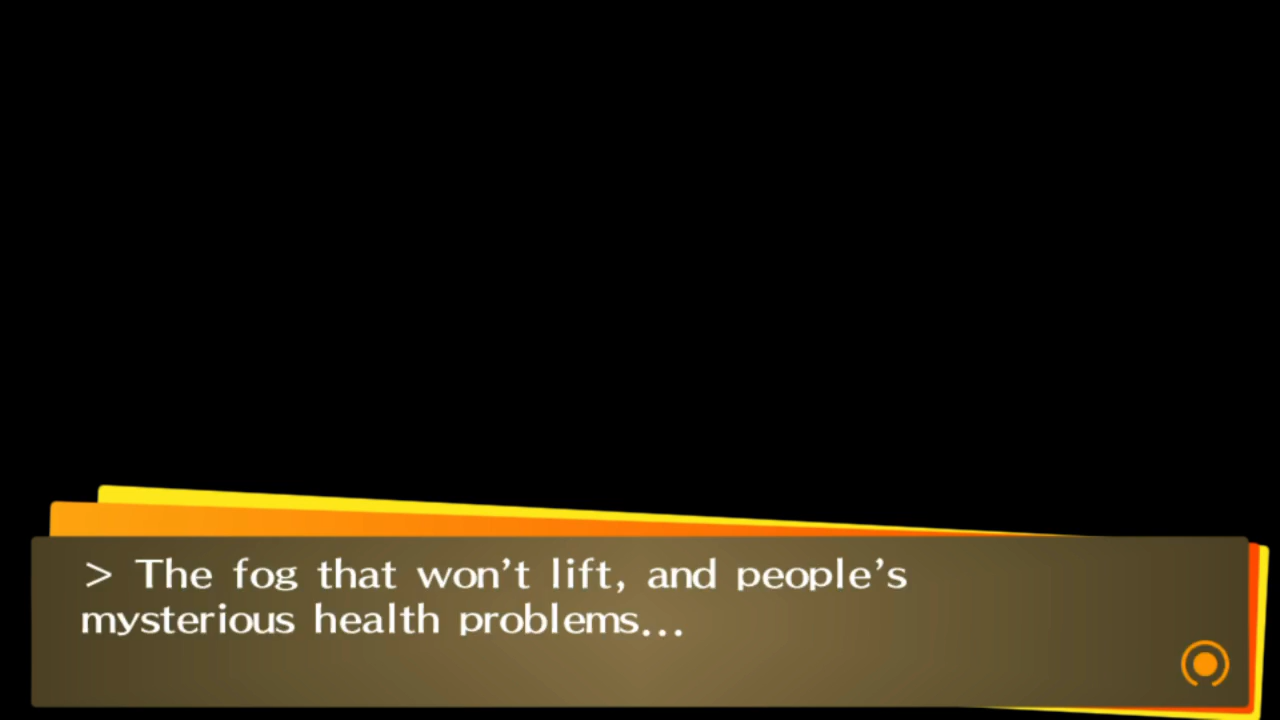 > The fog that won't lift, and people's
mysterious health problems...